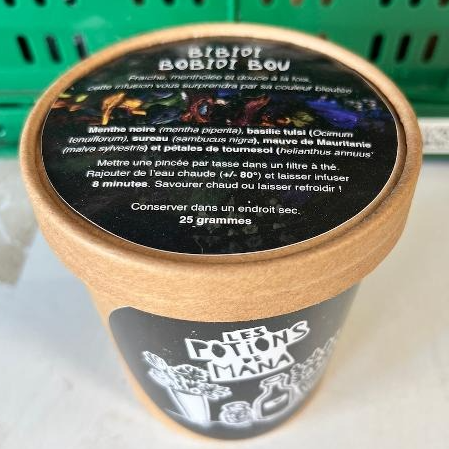 BIBIDI
BOBIDI BOU
Fraiche, mentholée et douce à la fois,
cette infusion vous surprendra par sa couleur bleutée.
Menthe noire (mentha piperita), basilic tulsi (Ocimum
tenuiflorum), sureau (sambucus nigra), mauve de Mauritanie
(malva sylvestris) et pétales de tournesol (helianthus annuus)
Mettre une pincée par tasse dans un filtre à thé.
Rajouter de l'eau chaude (+/- 80°) et laisser infuser
8 minutes. Savourer chaud ou laisser refroidir !
Conserver dans un endroit sec.
25 grammes
LES
POTIONS
DE
MANA